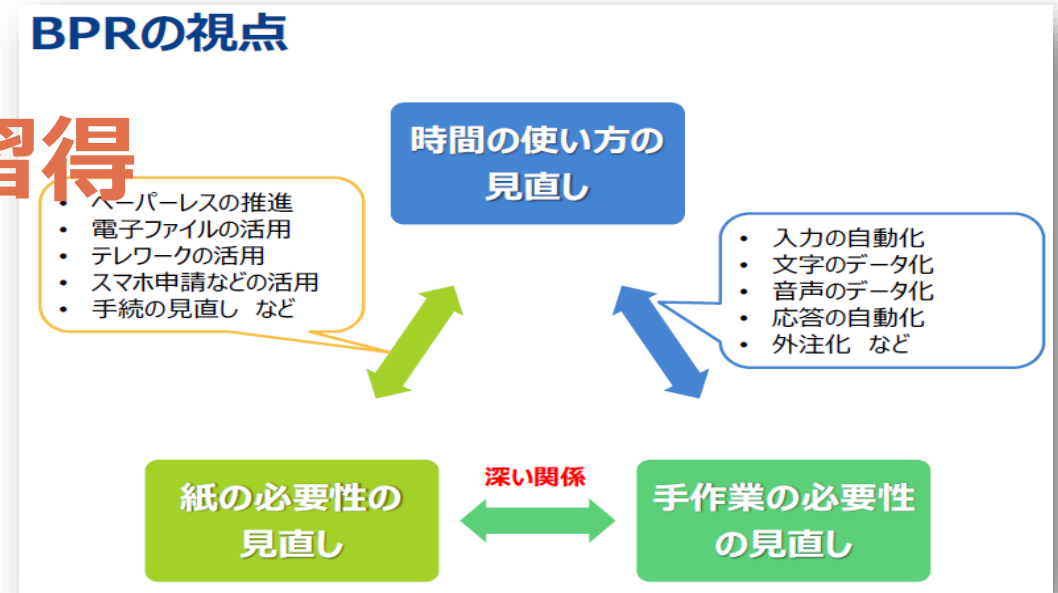 BPRの視点
時間の使い方の
見直し
習得
• ペーパーレスの推進
• 電子ファイルの活用
• テレワークの活用
• スマホ申請などの活用
• 手続の見直し など
• 入力の自動化
• 文字のデータ化
• 音声のデータ化
• 応答の自動化
• 外注化 など
紙の必要性の
見直し
深い関係
手作業の必要性
の見直し